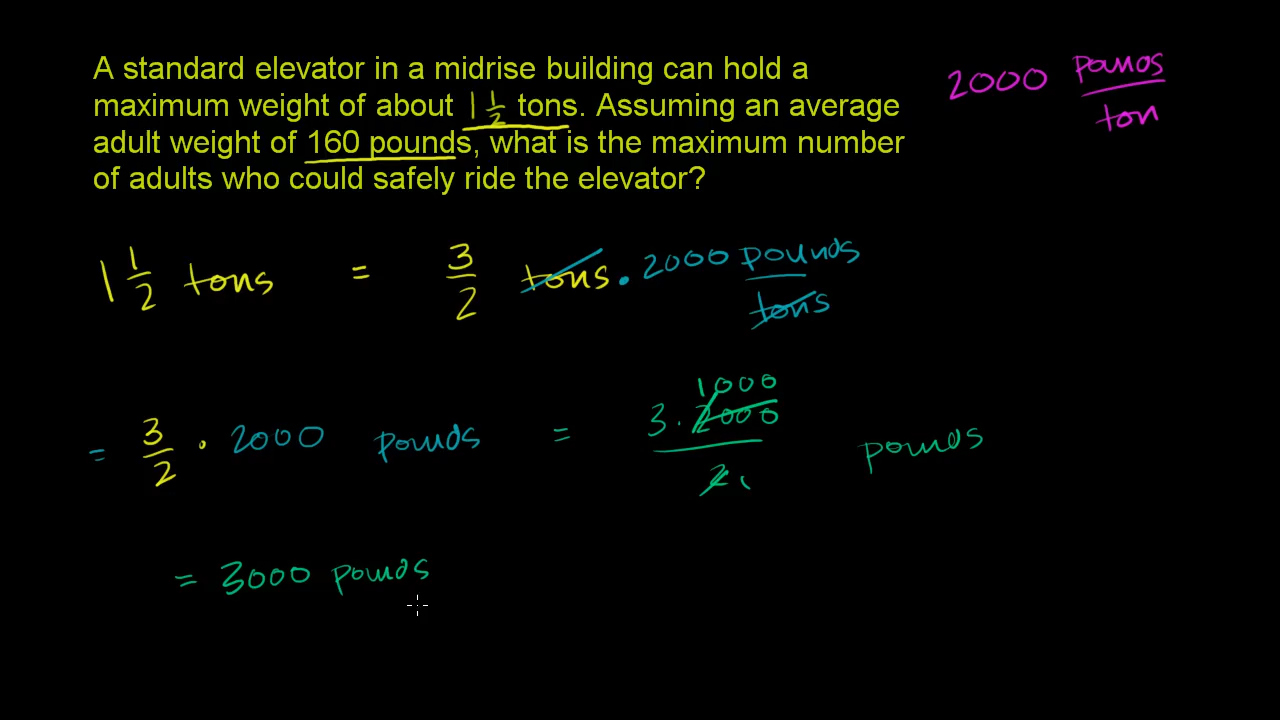 A standard elevator in a midrise building can hold a
maximum weight of about 1 1/2 tons. Assuming an average
adult weight of 160 pounds, what is the maximum number
of adults who could safely ride the elevator?
2000 pounds/ton
1 1/2 tons = 3/2 tons · 2000 pounds/tons
= 3/2 · 2000 pounds = 3 · 2000 1000 / 2 1 pounds
= 3000 pounds